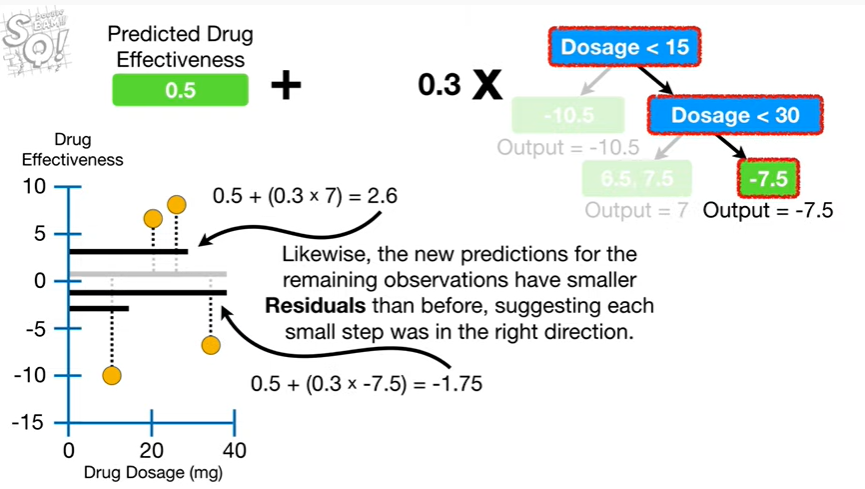 DOUBLE
BAM!!
SQ!
Predicted Drug
Effectiveness
0.5
+
0.3 X
Dosage < 15
-10.5
Output = -10.5
Dosage < 30
6.5, 7.5
Output = 7
-7.5
Output = -7.5
Drug
Effectiveness
10
5
0
-5
-10
-15
0
20
40
Drug Dosage (mg)
0.5 + (0.3 x 7) = 2.6
Likewise, the new predictions for the
remaining observations have smaller
Residuals than before, suggesting each
small step was in the right direction.
0.5 + (0.3 x -7.5) = -1.75